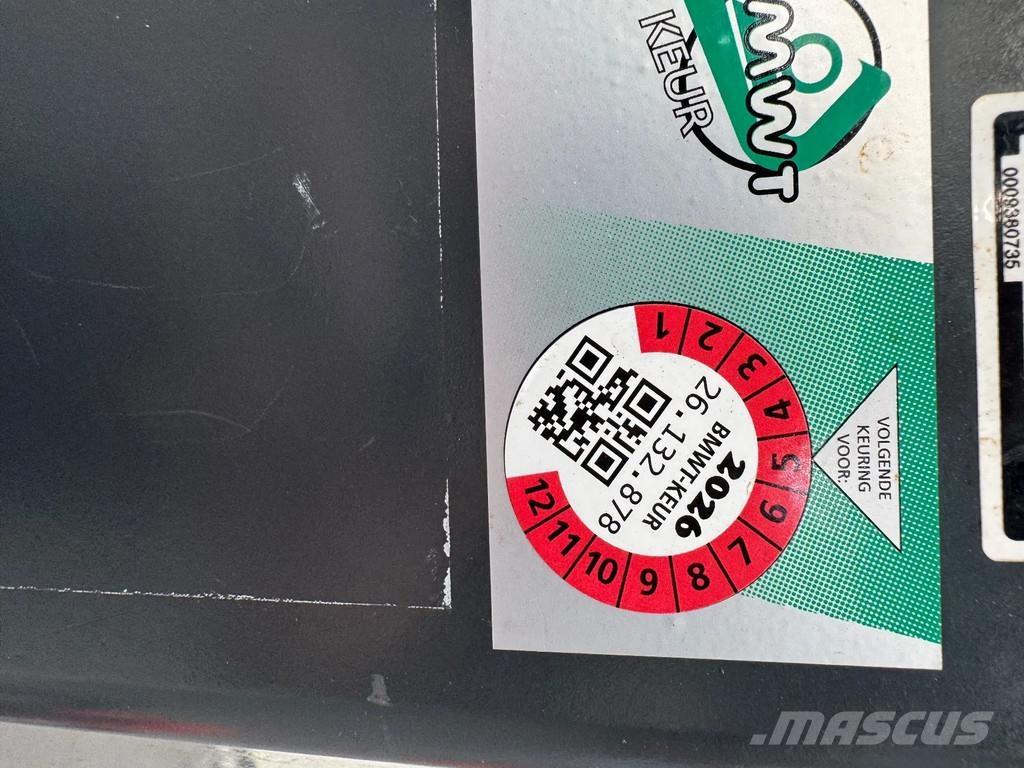 MWT
KEUR
0009380735
VOLGENDE
KEURING
VOOR:
1 2 3 4 5 6 7 8 9 10 11 12
2026
BMWT-KEUR
26.132.878
MASCUS